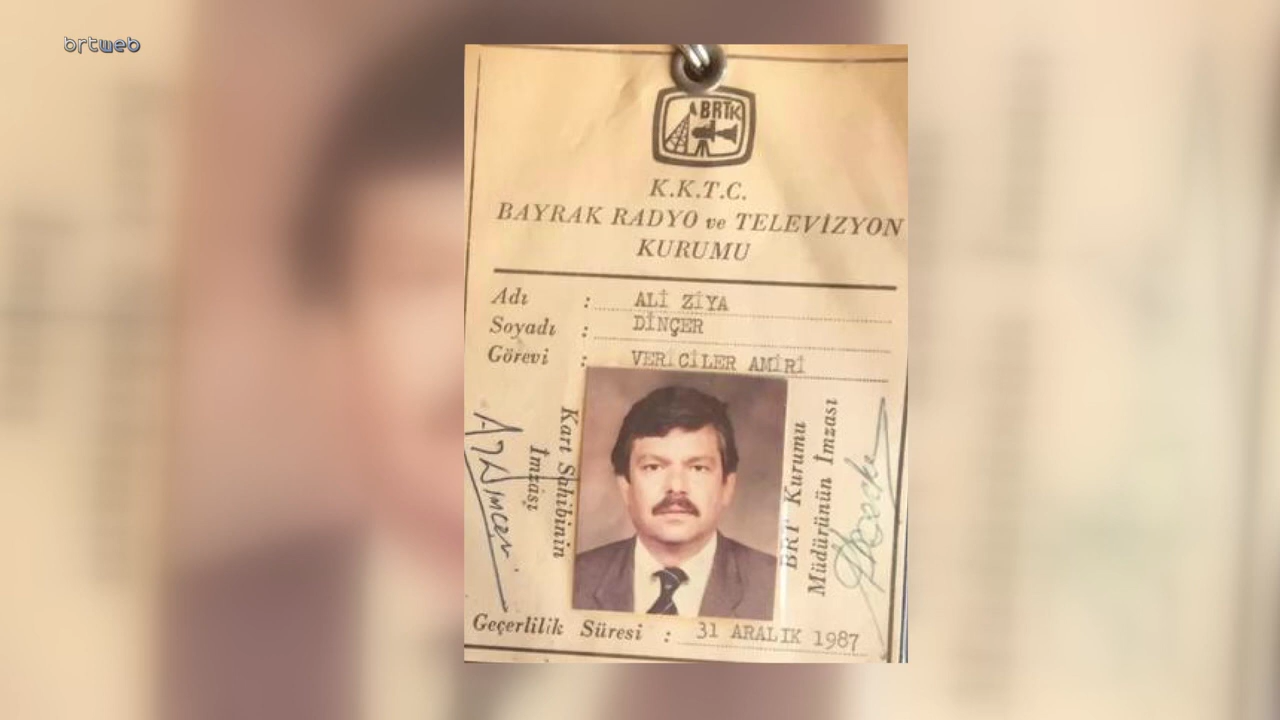 brtweb
BRTK
K.K.T.C.
BAYRAK RADYO ve TELEVİZYON
KURUMU
Adı : ALİ ZİYA
Soyadı : DİNÇER
Görevi : VERİCİLER AMİRİ
Kart Sahibinin
İmzası
A Z Dinçer
BRT Kurumu
Müdürünün İmzası
Geçerlilik Süresi : 31 ARALIK 1987